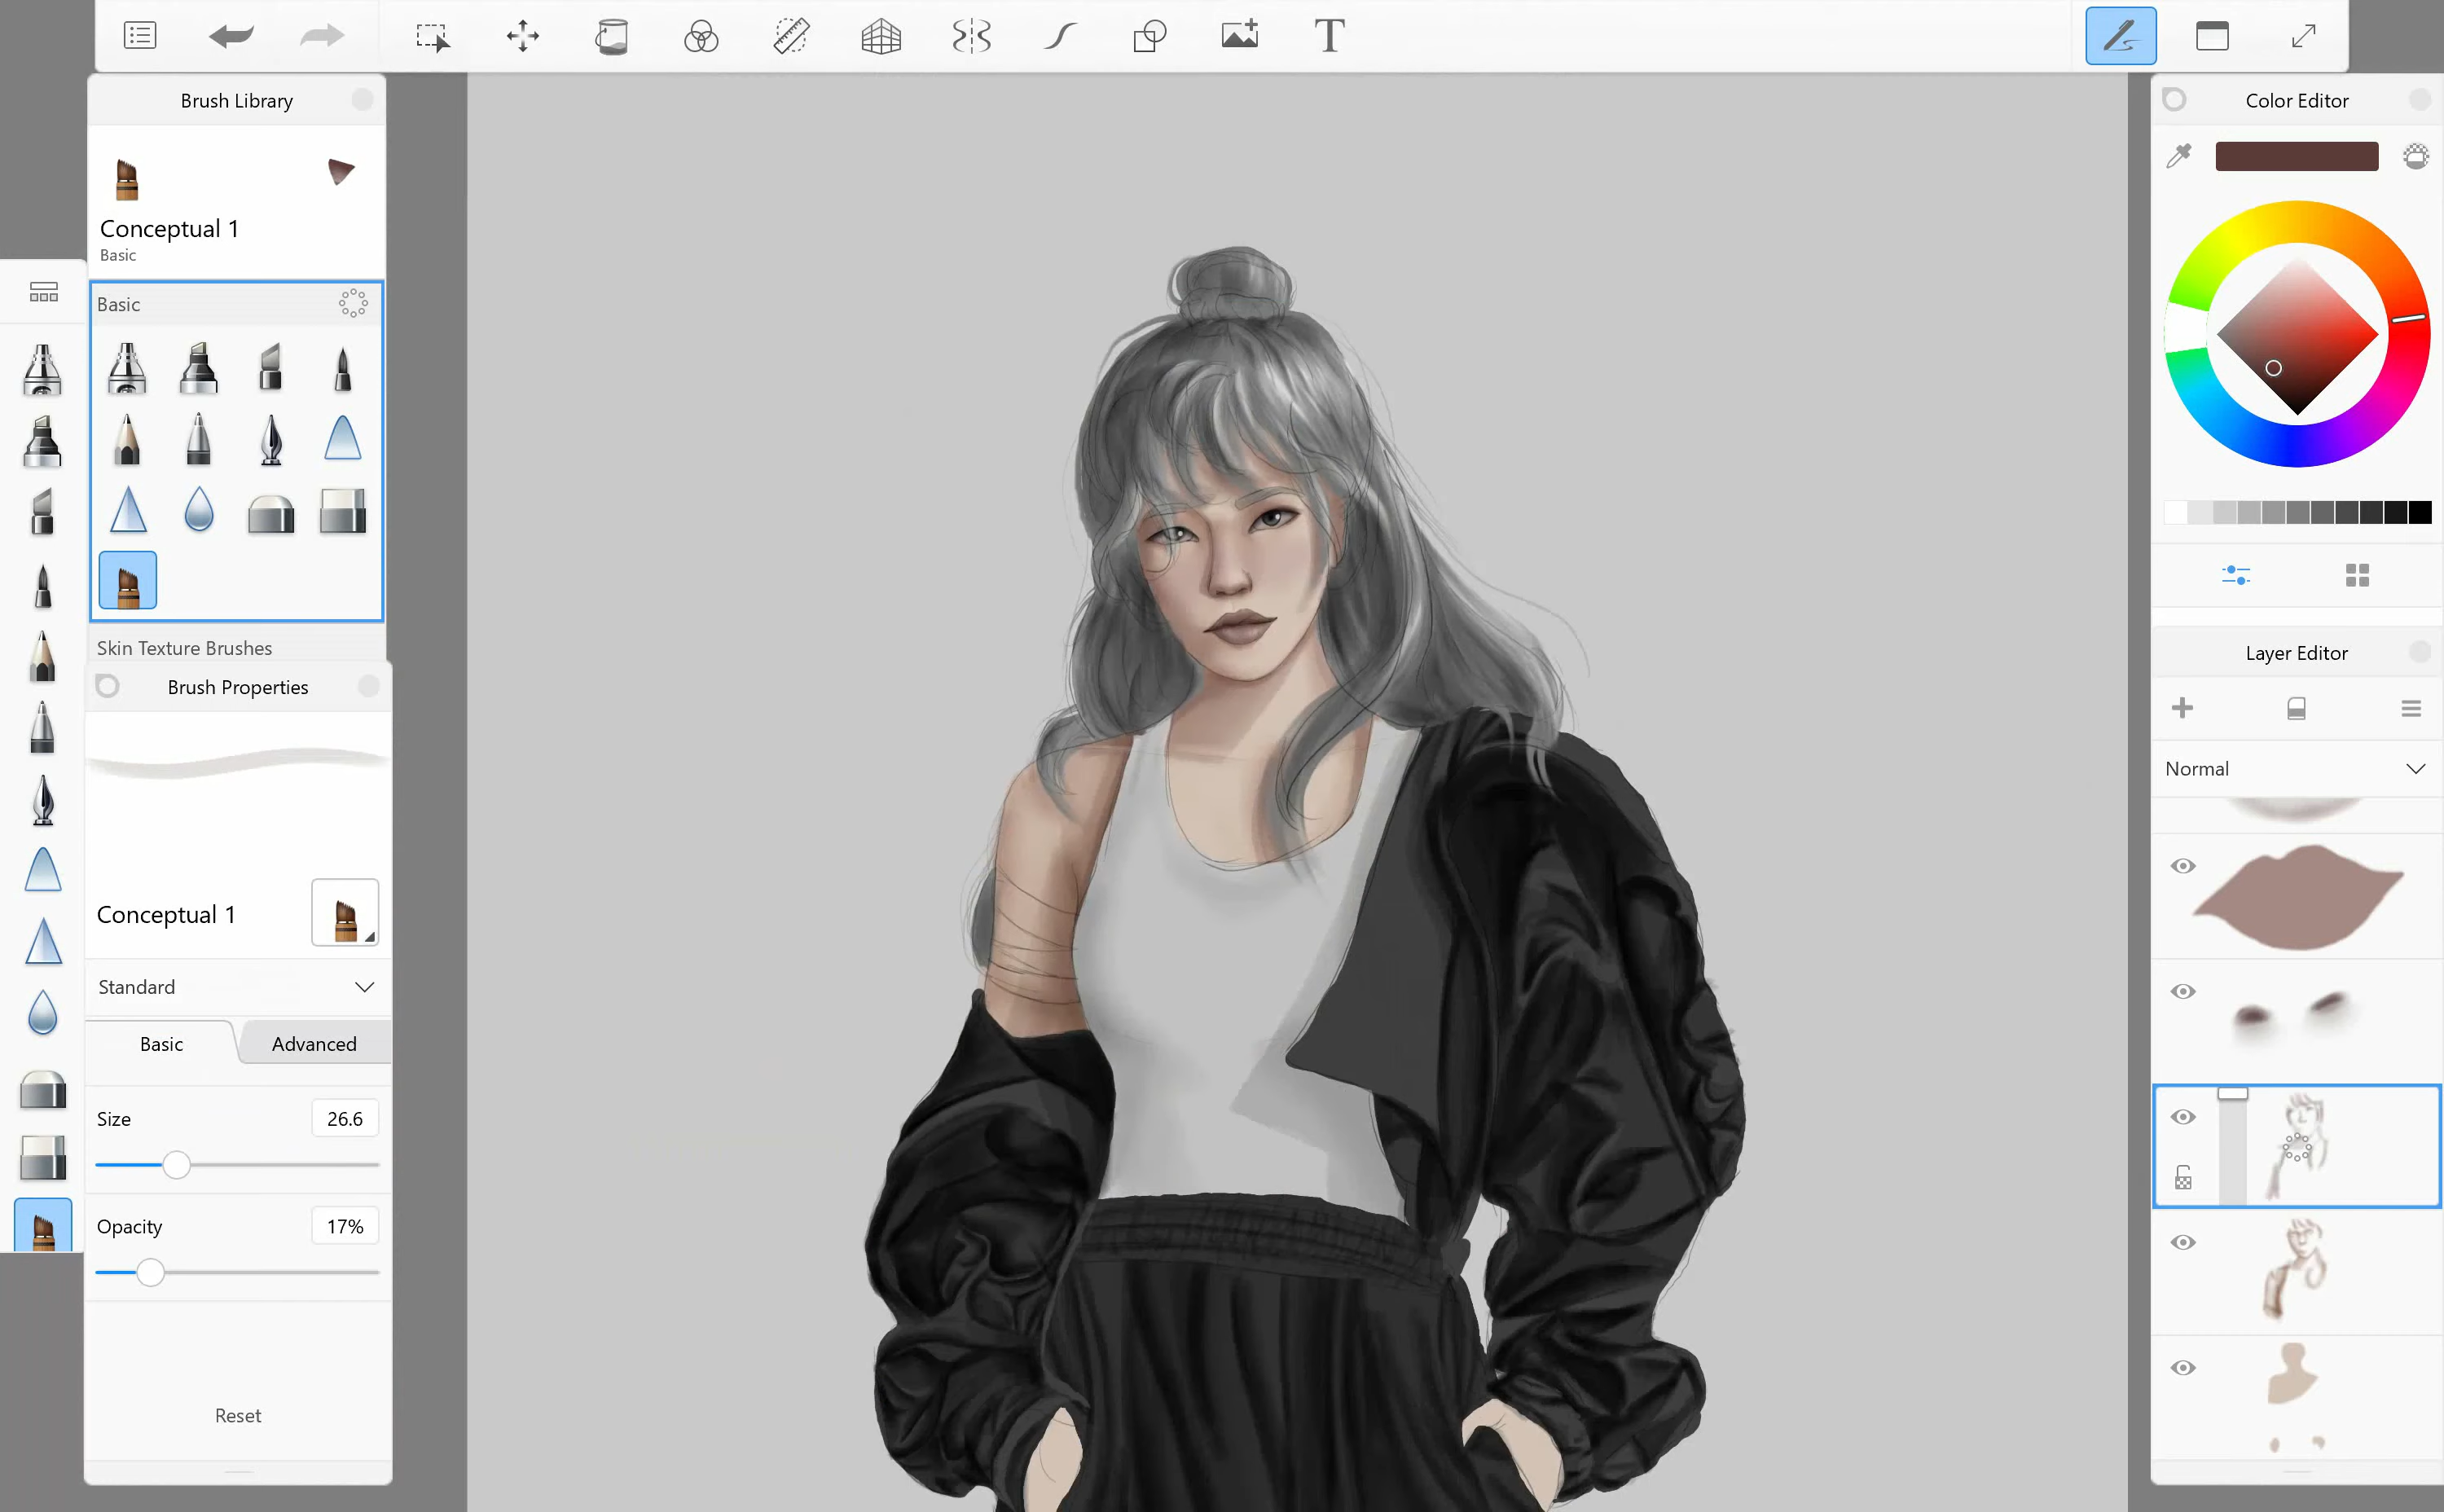 T
Brush Library
Conceptual 1
Basic
Basic
Skin Texture Brushes
Brush Properties
Conceptual 1
Standard
Basic
Advanced
Size
26.6
Opacity
17%
Reset
Color Editor
Layer Editor
Normal